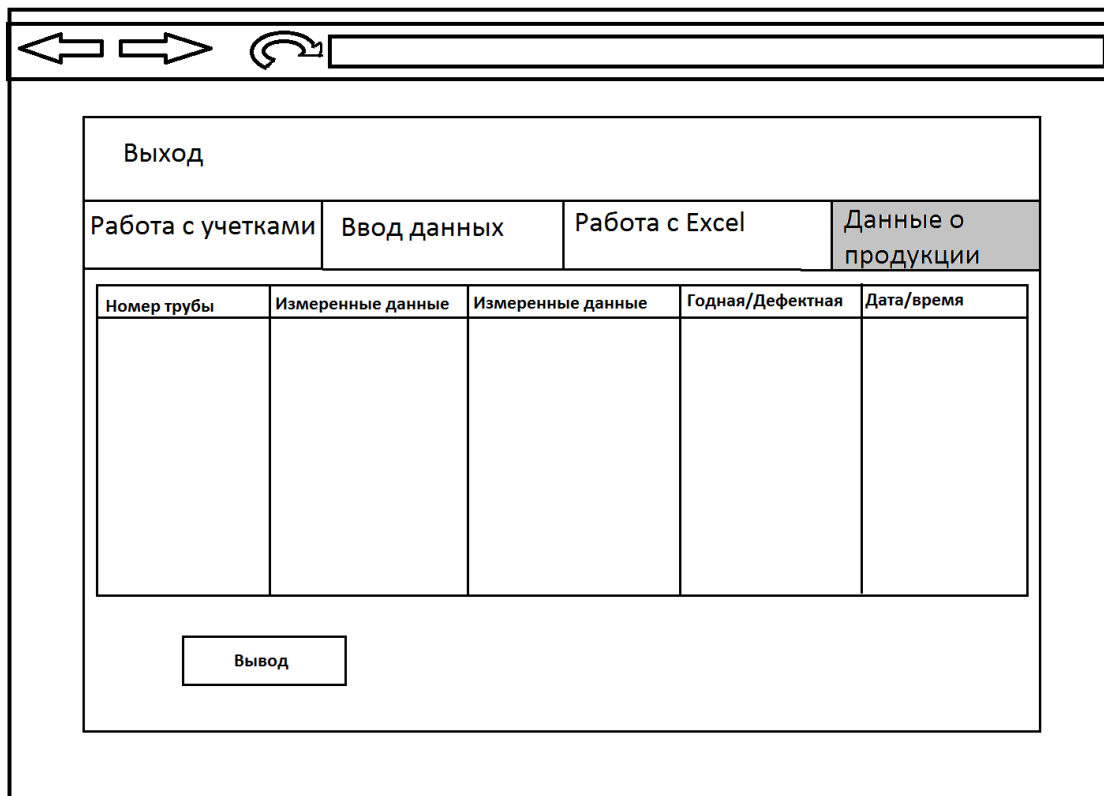 Выход
Работа с учетками
Ввод данных
Работа с Excel
Данные о
продукции
Номер трубы
Измеренные данные
Измеренные данные
Годная/Дефектная
Дата/время
Вывод